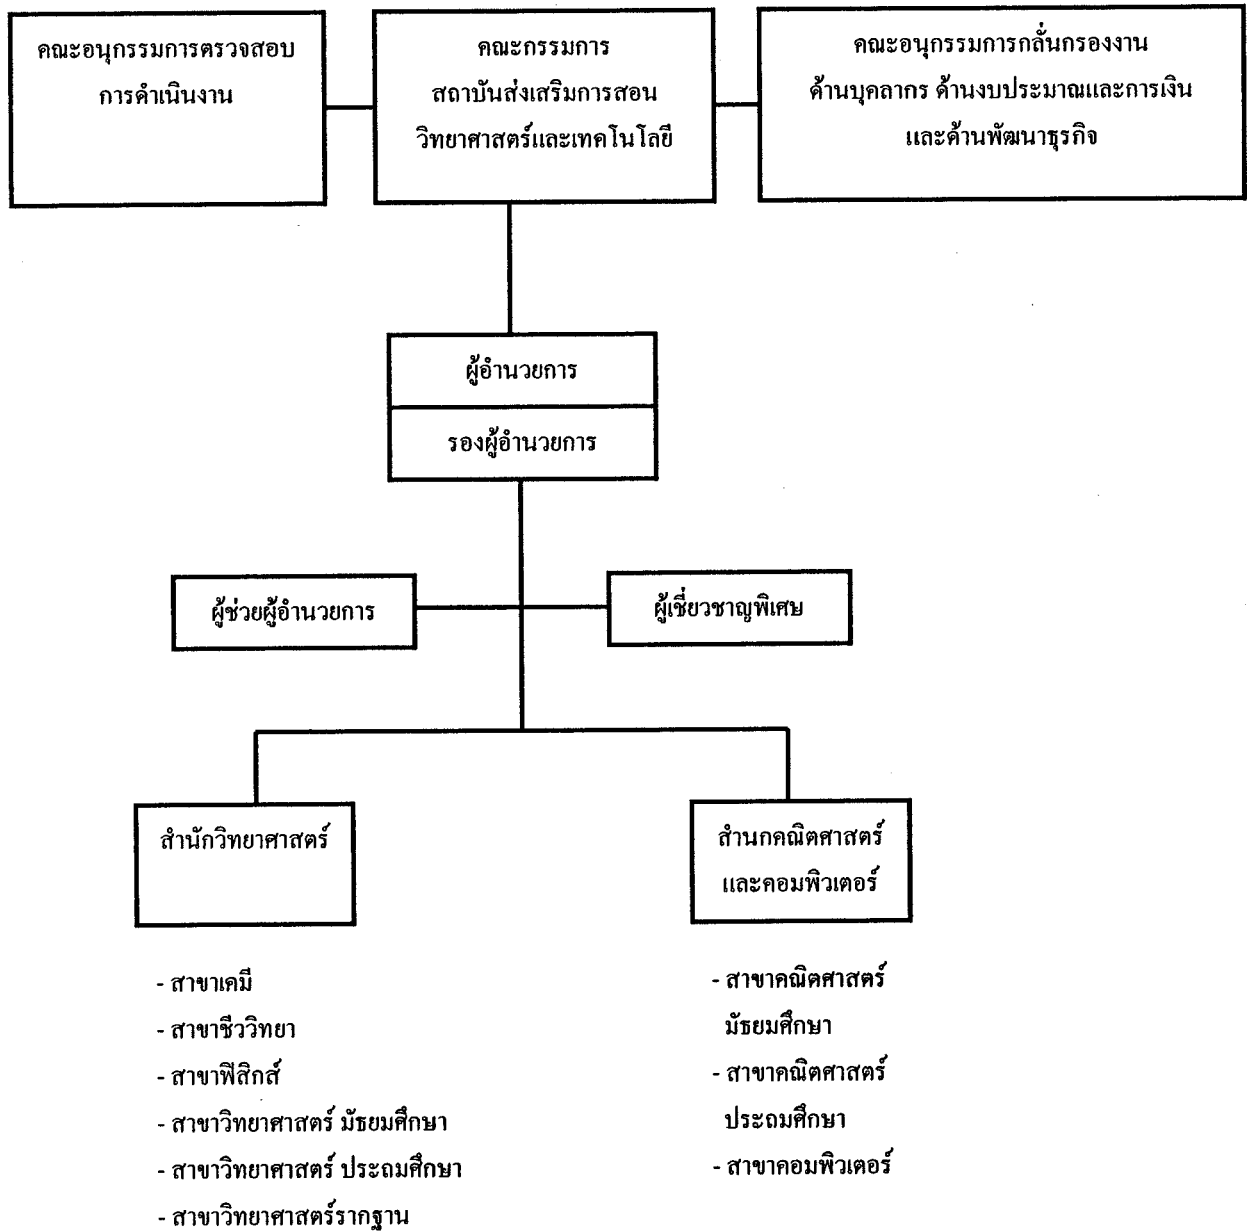 คณะอนุกรรมการตรวจสอบ
การดำเนินงาน
คณะกรรมการ
สถาบันส่งเสริมการสอน
วิทยาศาสตร์และเทคโนโลยี
คณะอนุกรรมการกลั่นกรองงาน
ด้านบุคลากร ด้านงบประมาณและการเงิน
และด้านพัฒนาธุรกิจ
ผู้อำนวยการ
รองผู้อำนวยการ
ผู้ช่วยผู้อำนวยการ
ผู้เชี่ยวชาญพิเศษ
สำนักวิทยาศาสตร์
สำนกคณิตศาสตร์
และคอมพิวเตอร์
- สาขาเคมี
- สาขาชีววิทยา
- สาขาฟิสิกส์
- สาขาวิทยาศาสตร์ มัธยมศึกษา
- สาขาวิทยาศาสตร์ ประถมศึกษา
- สาขาวิทยาศาสตร์รากฐาน
- สาขาคณิตศาสตร์
มัธยมศึกษา
- สาขาคณิตศาสตร์
ประถมศึกษา
- สาขาคอมพิวเตอร์